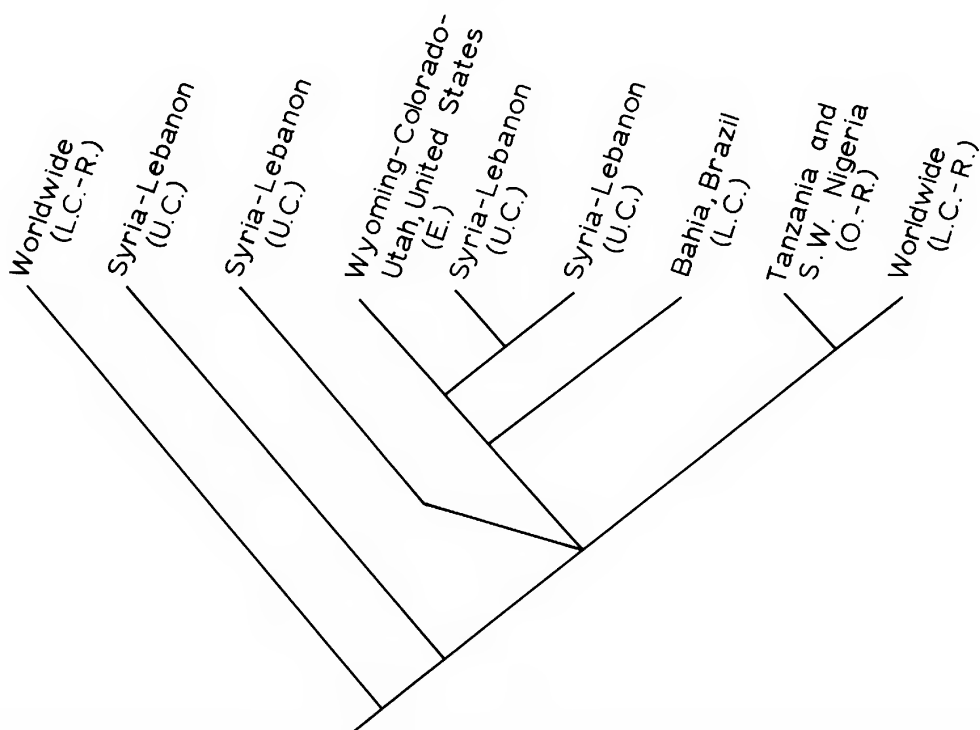 Worldwide
(L.C.-R.)
Syria-Lebanon
(U.C.)
Syria-Lebanon
(U.C.)
Wyoming-Colorado-
Utah, United States
(E.)
Syria-Lebanon
(U.C.)
Syria-Lebanon
(U.C.)
Bahia, Brazil
(L.C.)
Tanzania and
S.W. Nigeria
(O.-R.)
Worldwide
(L.C.-R.)